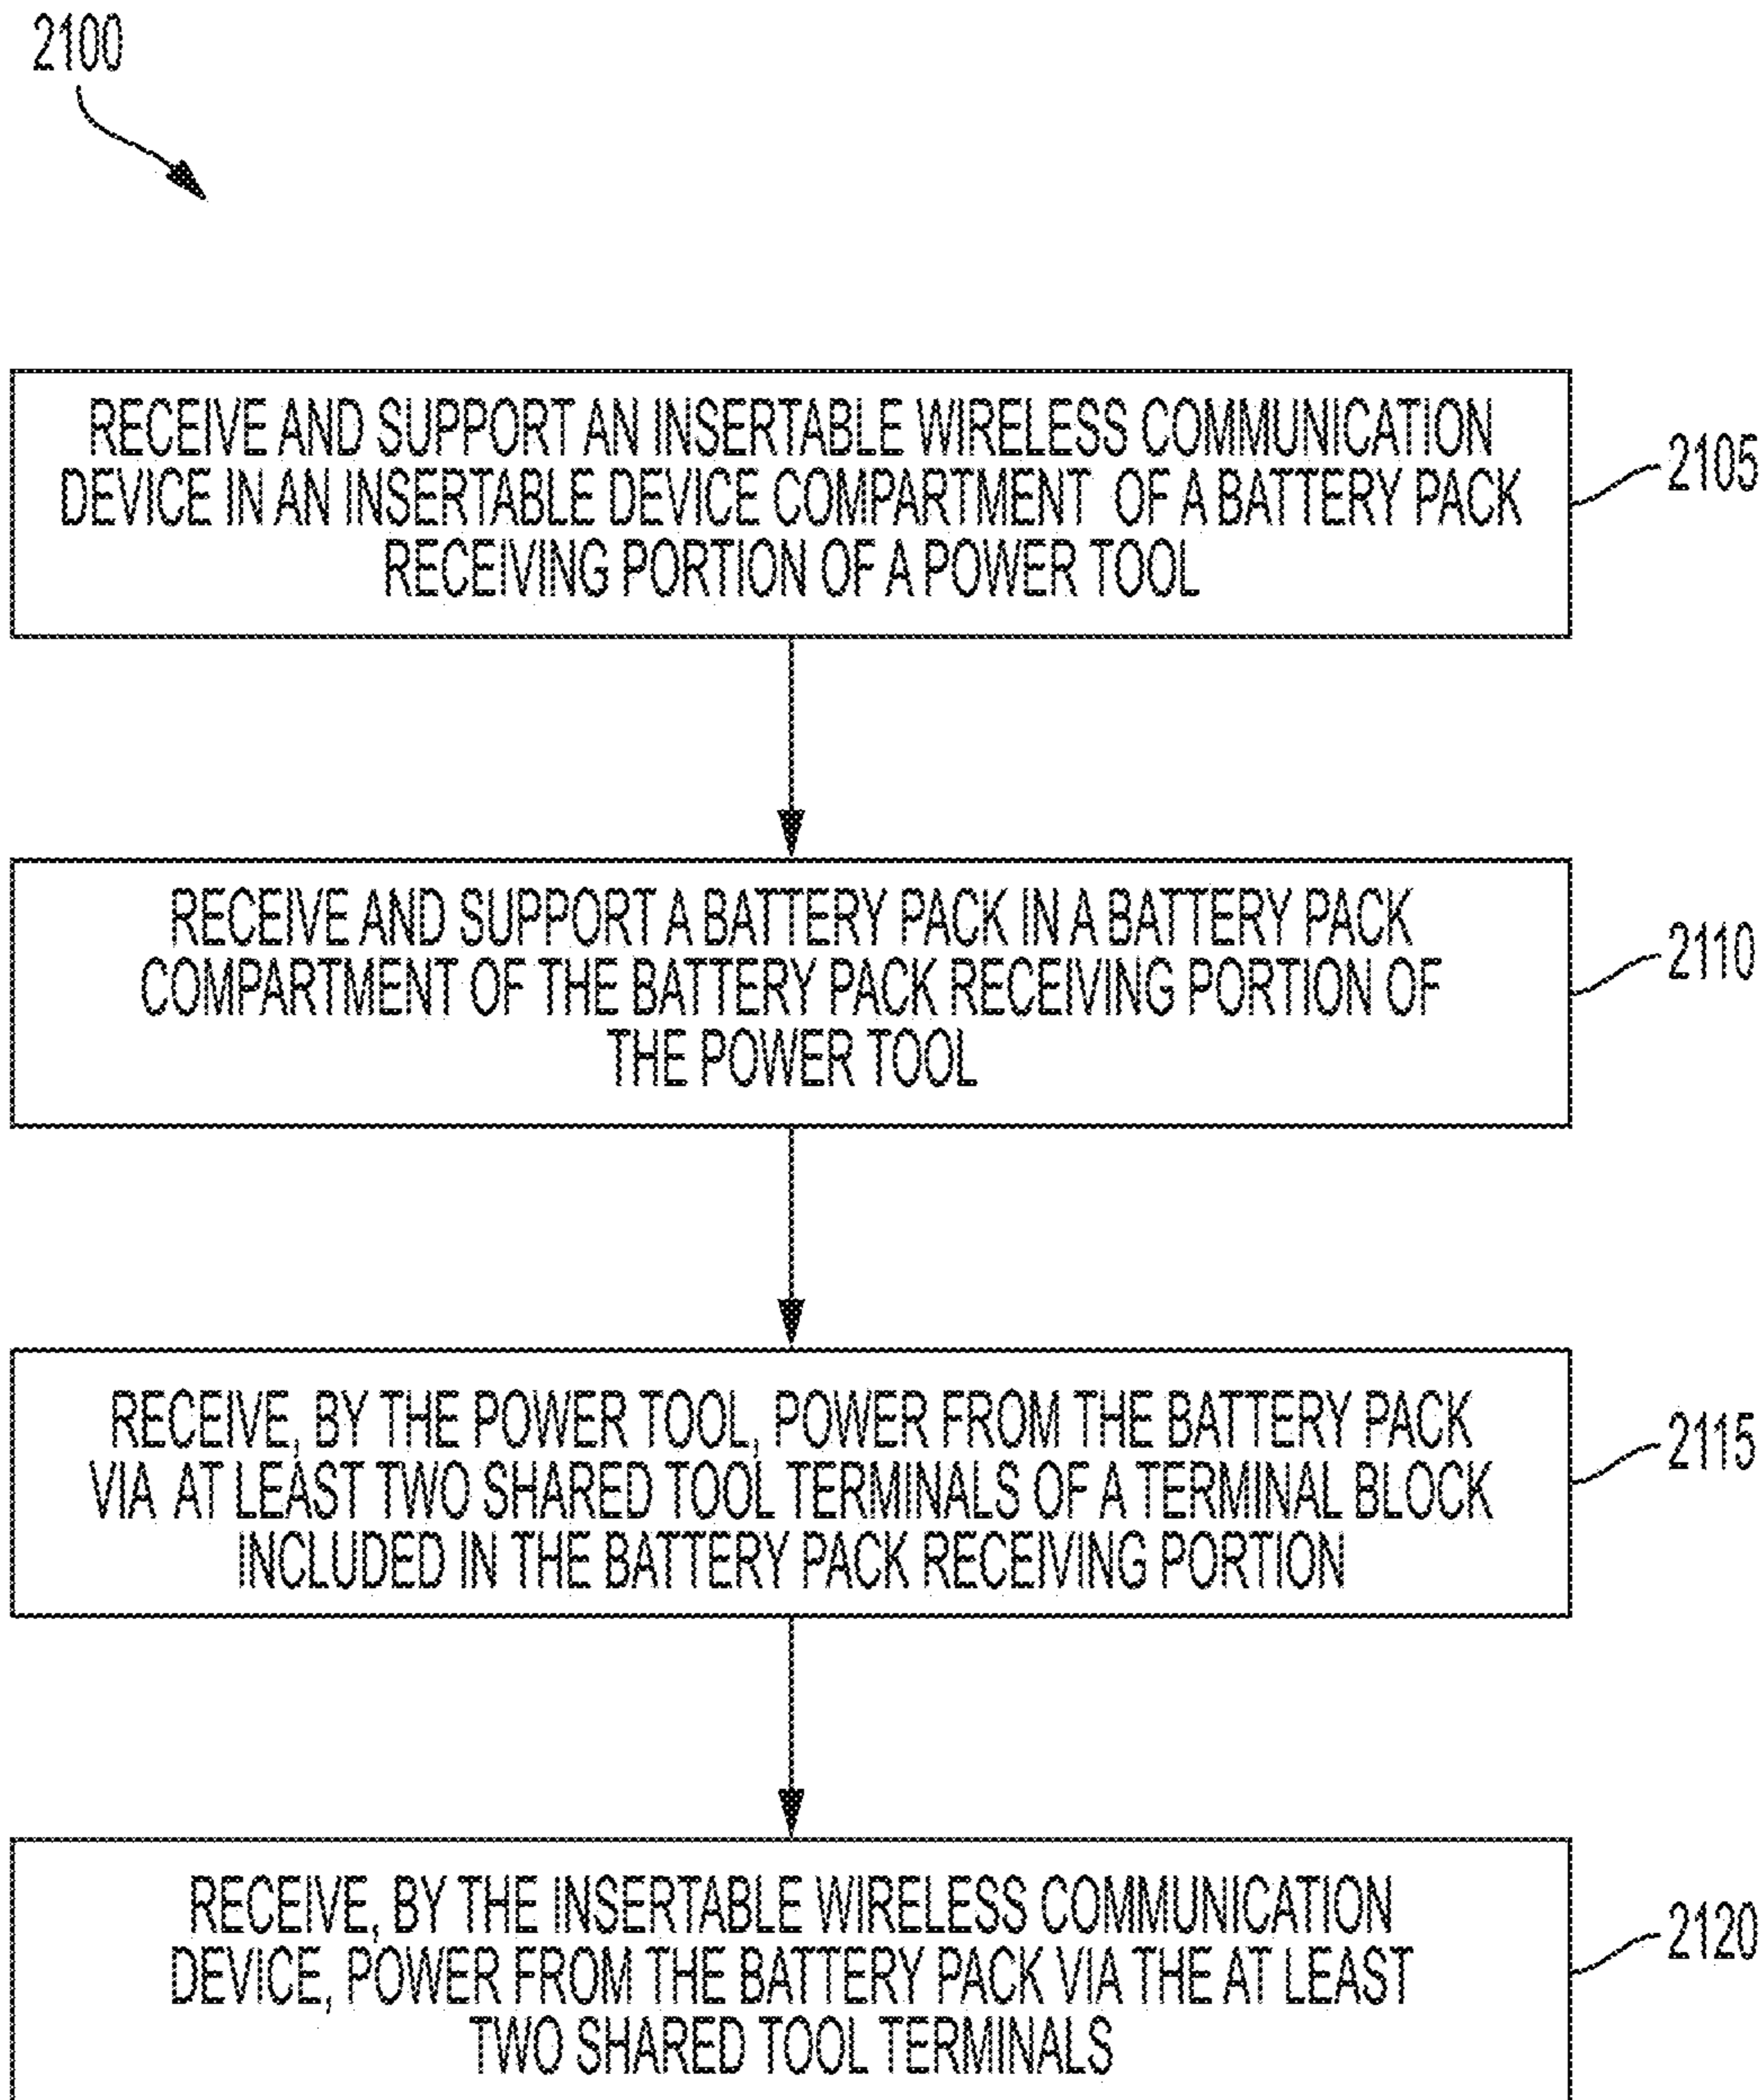 2100
RECEIVE AND SUPPORT AN INSERTABLE WIRELESS COMMUNICATION
DEVICE IN AN INSERTABLE DEVICE COMPARTMENT OF A BATTERY PACK
RECEIVING PORTION OF A POWER TOOL
2105
RECEIVE AND SUPPORT A BATTERY PACK IN A BATTERY PACK
COMPARTMENT OF THE BATTERY PACK RECEIVING PORTION OF
THE POWER TOOL
2110
RECEIVE, BY THE POWER TOOL, POWER FROM THE BATTERY PACK
VIA AT LEAST TWO SHARED TOOL TERMINALS OF A TERMINAL BLOCK
INCLUDED IN THE BATTERY PACK RECEIVING PORTION
2115
RECEIVE, BY THE INSERTABLE WIRELESS COMMUNICATION
DEVICE, POWER FROM THE BATTERY PACK VIA THE AT LEAST
TWO SHARED TOOL TERMINALS
2120